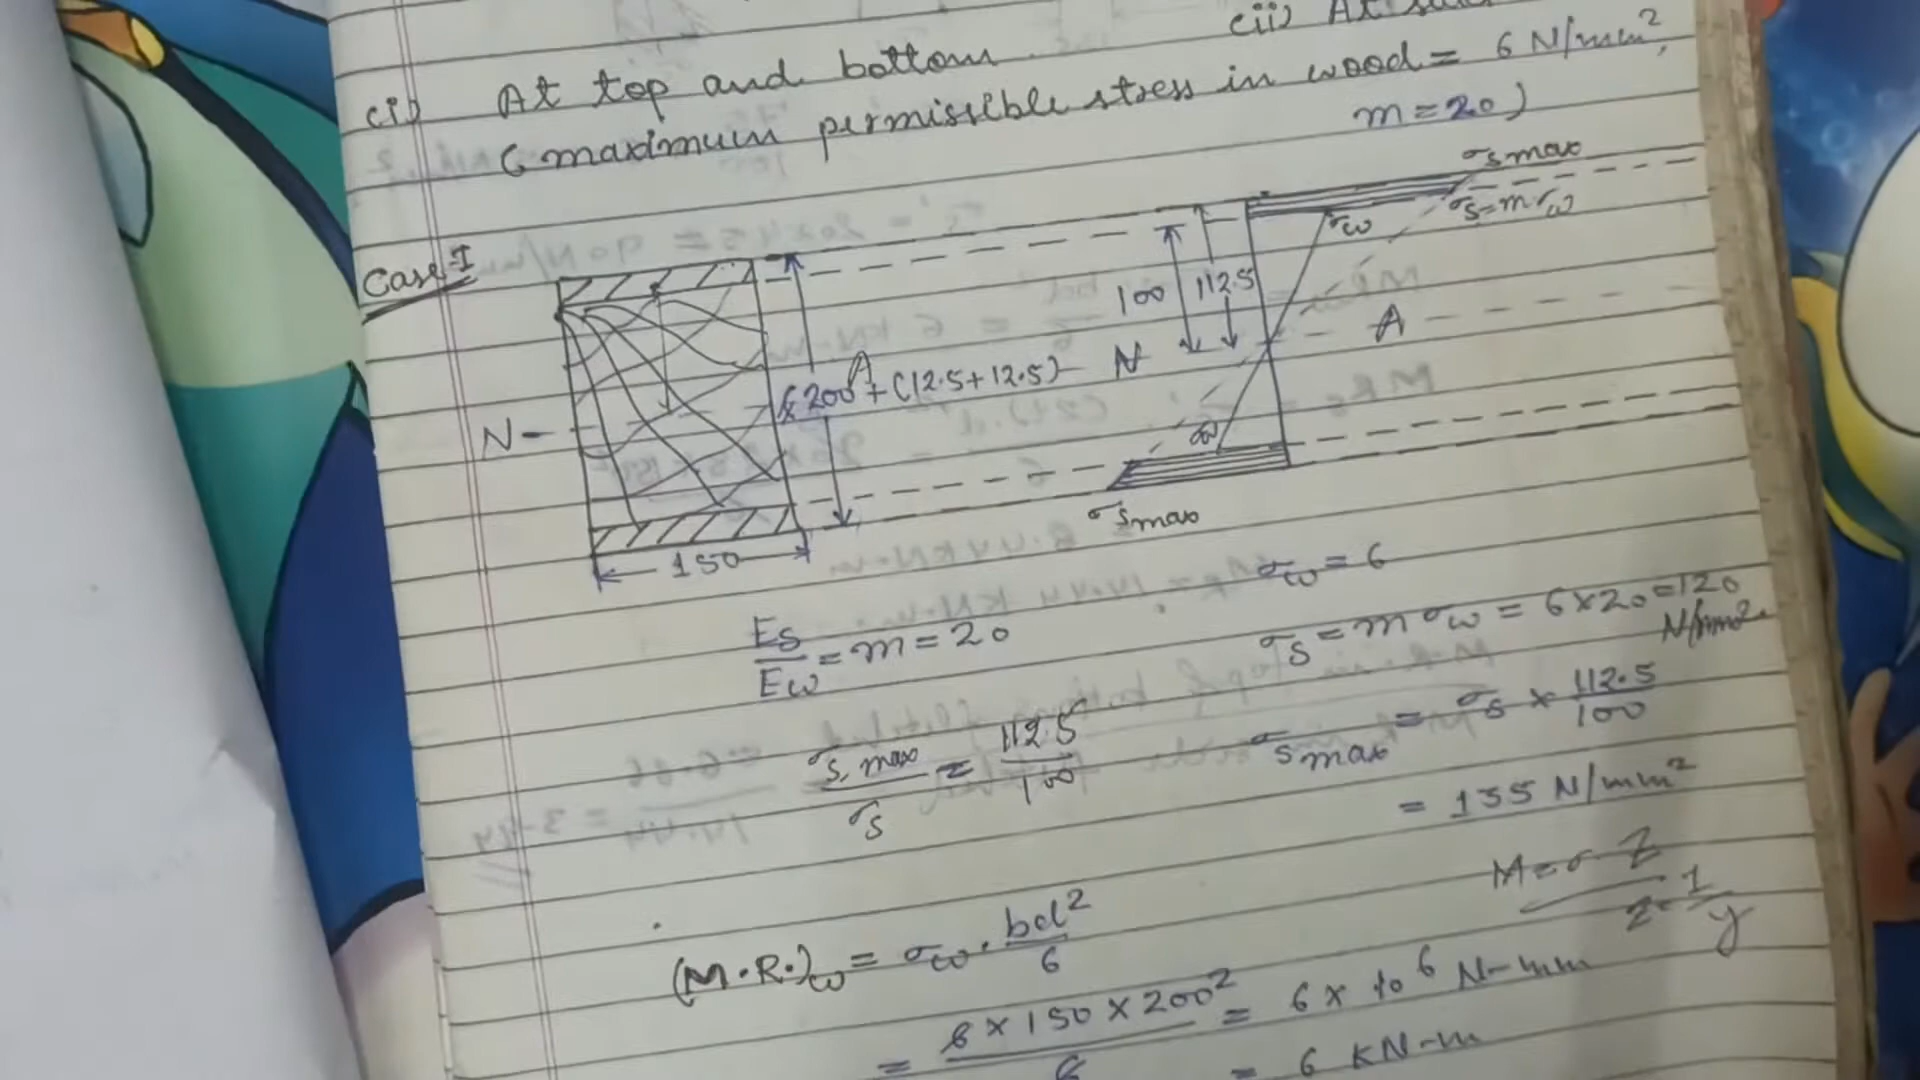 (ii) At
(i) At top and bottom.
(maximum permissible stress in wood = 6 N/mm²,
m = 20)
Case-I
σs max
σs = mσw
σw
100
112.5
A
N
A
200 + (12.5+12.5)
N
σw
σs max
150
σw = 6
Es/Ew = m = 20
σs = m σw = 6×20 = 120 N/mm²
σs, max/σs = 112.5/100
σs max = σs × 112.5/100
= 135 N/mm²
M = σ Z
Z = I/y
(M.R.)w = σw . bd²/6
= 6 × 150 × 200²/6 = 6 × 10⁶ N-mm
= 6 KN-m